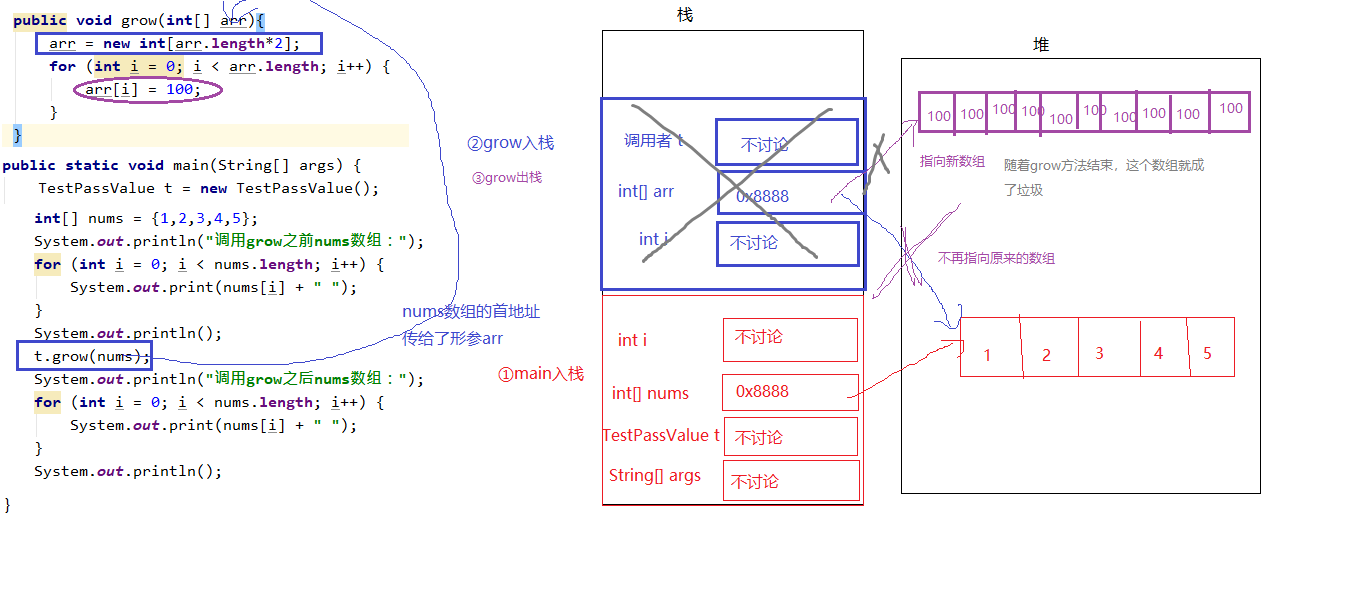 public void grow(int[] arr){
arr = new int[arr.length*2];
for (int i = 0; i < arr.length; i++) {
arr[i] = 100;
}
}
public static void main(String[] args) {
TestPassValue t = new TestPassValue();
int[] nums = {1,2,3,4,5};
System.out.println("调用grow之前nums数组：");
for (int i = 0; i < nums.length; i++) {
System.out.print(nums[i] + " ");
}
System.out.println();
t.grow(nums);
System.out.println("调用grow之后nums数组：");
for (int i = 0; i < nums.length; i++) {
System.out.print(nums[i] + " ");
}
System.out.println();
}
②grow入栈
③grow出栈
nums数组的首地址
传给了形参arr
①main入栈
栈
调用者 t 不讨论
int[] arr 0x8888
int i 不讨论
int i 不讨论
int[] nums 0x8888
TestPassValue t 不讨论
String[] args 不讨论
堆
100 100 100 100 100 100 100 100 100 100
指向新数组
随着grow方法结束，这个数组就成
了垃圾
不再指向原来的数组
1 2 3 4 5